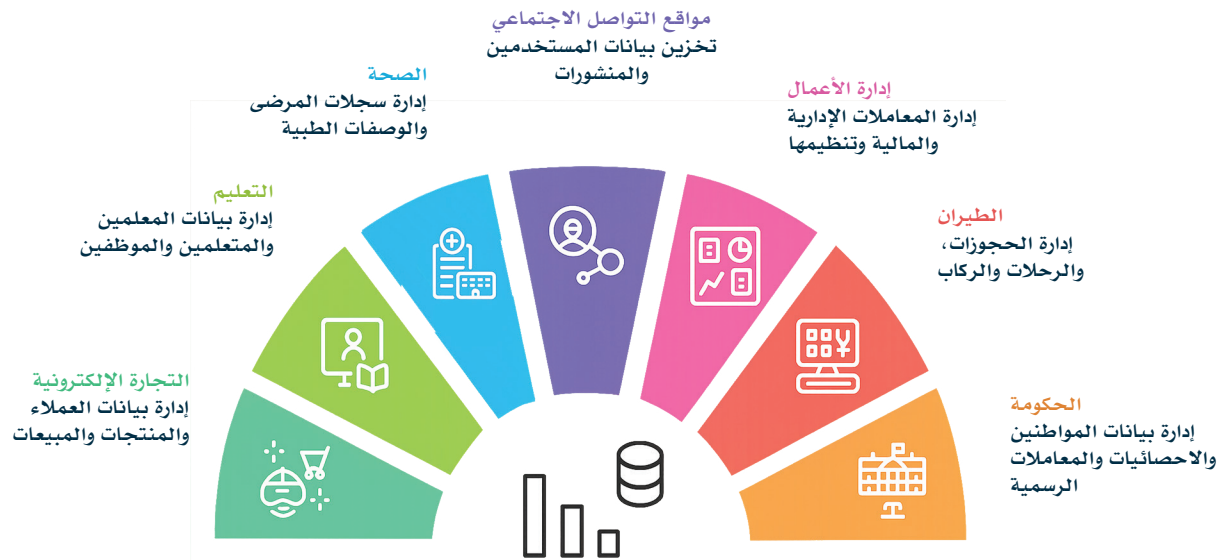 مواقع التواصل الاجتماعي
تخزين بيانات المستخدمين
والمنشورات
إدارة الأعمال
إدارة المعاملات الإدارية
والمالية وتنظيمها
الصحة
إدارة سجلات المرضى
والوصفات الطبية
الطيران
إدارة الحجوزات،
والرحلات والركاب
التعليم
إدارة بيانات المعلمين
والمتعلمين والموظفين
الحكومة
إدارة بيانات المواطنين
والاحصائيات والمعاملات
الرسمية
التجارة الإلكترونية
إدارة بيانات العملاء
والمنتجات والمبيعات